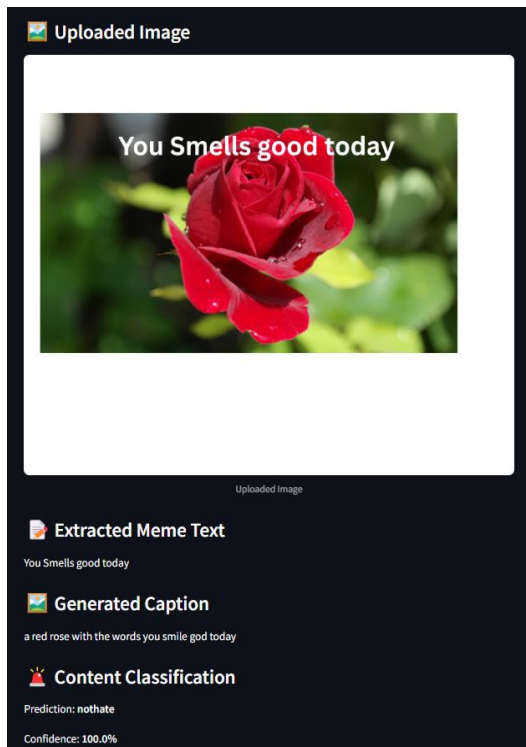 Uploaded Image
You Smells good today
Uploaded Image
Extracted Meme Text
You Smells good today
Generated Caption
a red rose with the words you smile god today
Content Classification
Prediction: nothate
Confidence: 100.0%